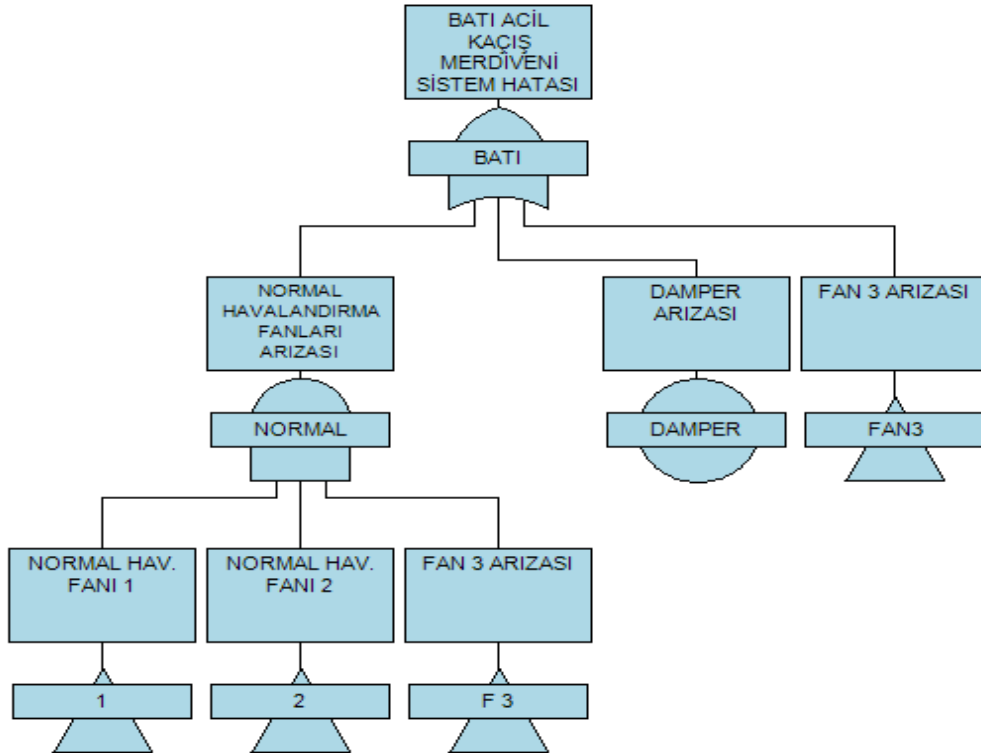 BATI ACİL
KAÇIŞ
MERDİVENİ
SİSTEM HATASI
BATI
NORMAL
HAVALANDIRMA
FANLARI
ARIZASI
DAMPER
ARIZASI
FAN 3 ARIZASI
NORMAL
DAMPER
FAN3
NORMAL HAV.
FANI 1
NORMAL HAV.
FANI 2
FAN 3 ARIZASI
1
2
F 3